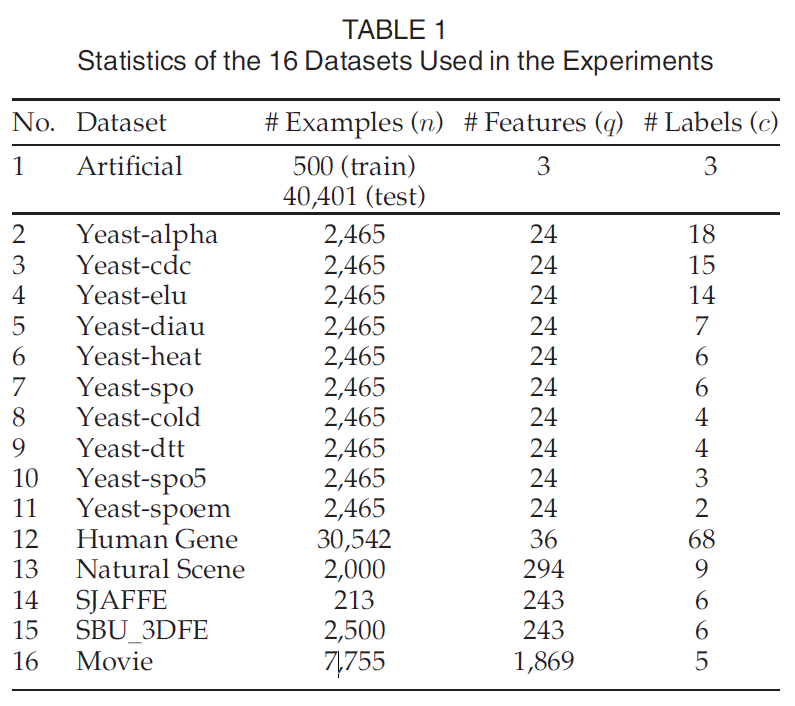 TABLE 1
Statistics of the 16 Datasets Used in the Experiments
No. Dataset # Examples (n) # Features (q) # Labels (c)
1 Artificial 500 (train) 3 3
40,401 (test)
2 Yeast-alpha 2,465 24 18
3 Yeast-cdc 2,465 24 15
4 Yeast-elu 2,465 24 14
5 Yeast-diau 2,465 24 7
6 Yeast-heat 2,465 24 6
7 Yeast-spo 2,465 24 6
8 Yeast-cold 2,465 24 4
9 Yeast-dtt 2,465 24 4
10 Yeast-spo5 2,465 24 3
11 Yeast-spoem 2,465 24 2
12 Human Gene 30,542 36 68
13 Natural Scene 2,000 294 9
14 SJAFFE 213 243 6
15 SBU_3DFE 2,500 243 6
16 Movie 7,755 1,869 5